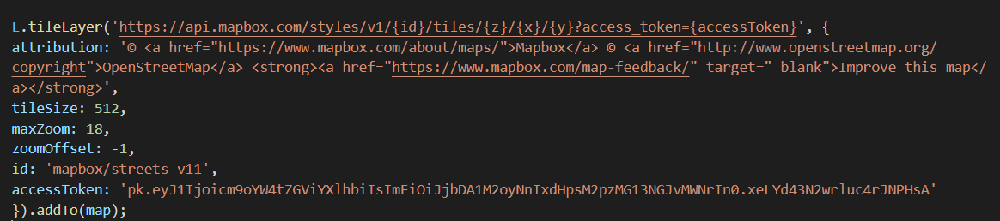 L.tileLayer('https://api.mapbox.com/styles/v1/{id}/tiles/{z}/{x}/{y}?access_token={accessToken}', {
attribution: '© <a href="https://www.mapbox.com/about/maps/">Mapbox</a> © <a href="http://www.openstreetmap.org/
copyright">OpenStreetMap</a> <strong><a href="https://www.mapbox.com/map-feedback/" target="_blank">Improve this map</
a></strong>',
tileSize: 512,
maxZoom: 18,
zoomOffset: -1,
id: 'mapbox/streets-v11',
accessToken: 'pk.eyJ1Ijoicm9oYW4tZGViYXlhbiIsImEiOiJjbDA1M2oyNnIxdHpsM2pzMG13NGJvMWNrIn0.xeLYd43N2wrluc4rJNPHsA'
}).addTo(map);